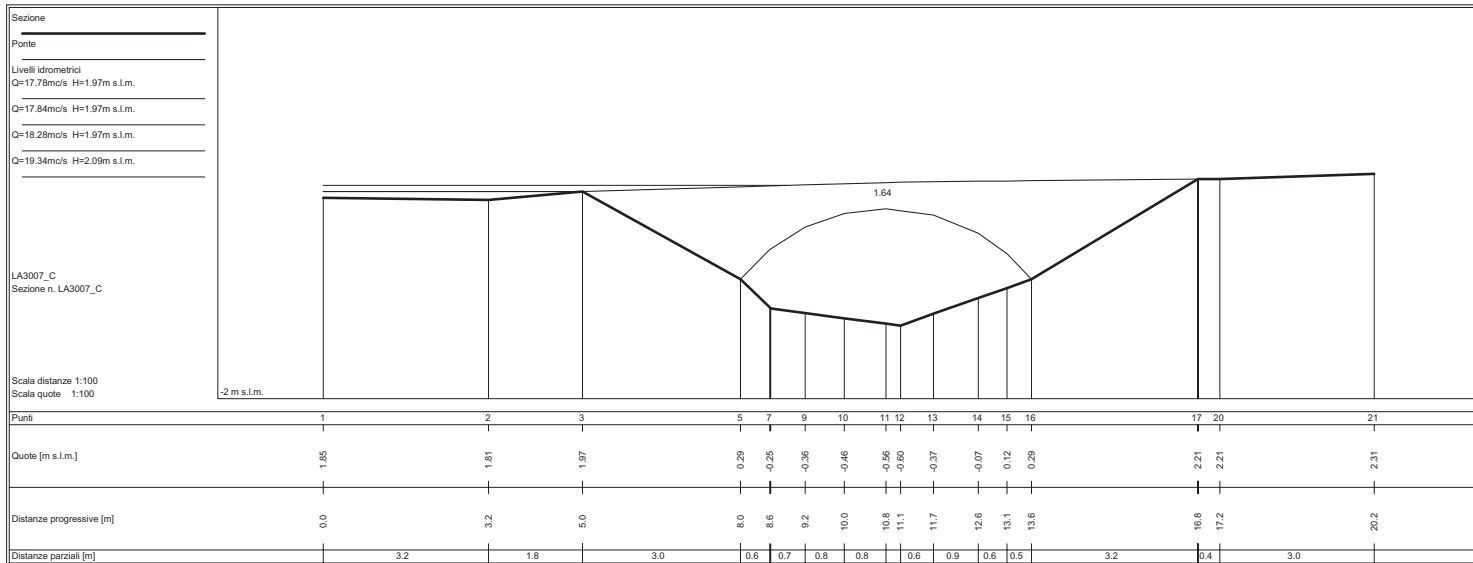 Sezione
Ponte
Livelli idrometrici
Q=17.78mc/s H=1.97m s.l.m.
Q=17.84mc/s H=1.97m s.l.m.
Q=18.28mc/s H=1.97m s.l.m.
Q=19.34mc/s H=2.09m s.l.m.
1.64
LA3007_C
Sezione n. LA3007_C
Scala distanze 1:100
Scala quote 1:100
-2 m s.l.m.
Punti 1 2 3 5 7 9 10 11 12 13 14 15 16 17 20 21
Quote [m s.l.m.] 1.85 1.81 1.97 0.29 -0.25 -0.36 -0.46 -0.56 -0.60 -0.37 -0.07 0.12 0.29 2.21 2.21 2.31
Distanze progressive [m] 0.0 3.2 5.0 8.0 8.6 9.2 10.0 10.8 11.1 11.7 12.6 13.1 13.6 16.8 17.2 20.2
Distanze parziali [m] 3.2 1.8 3.0 0.6 0.7 0.8 0.8 0.6 0.9 0.6 0.5 3.2 0.4 3.0